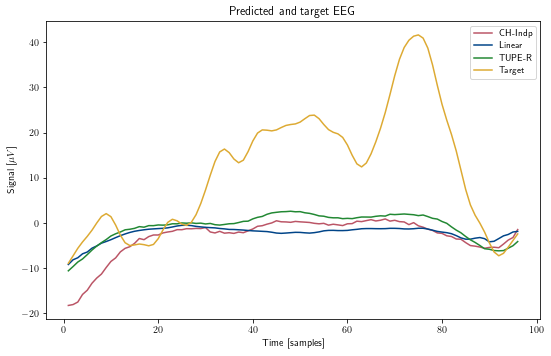 Predicted and target EEG
CH-Indp
Linear
TUPE-R
Target
Signal [μV]
40
30
20
10
0
−10
−20
0
20
40
60
80
100
Time [samples]